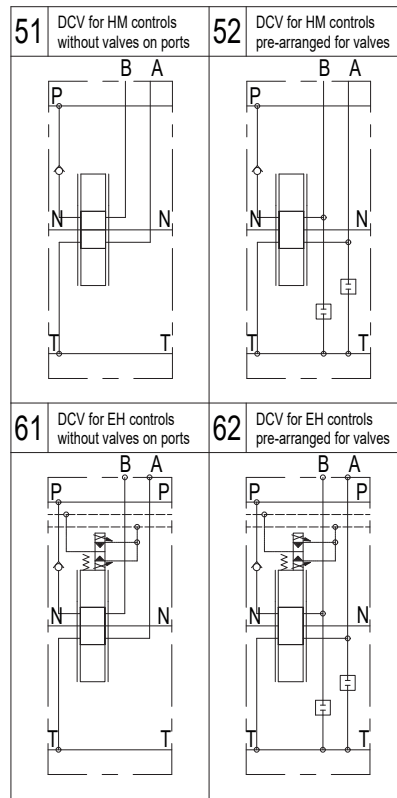 51
DCV for HM controls
without valves on ports
B A
P
N N
T T
52
DCV for HM controls
pre-arranged for valves
B A
P
N N
T T
61
DCV for EH controls
without valves on ports
B A
P P
N N
T T
62
DCV for EH controls
pre-arranged for valves
B A
P P
N N
T T